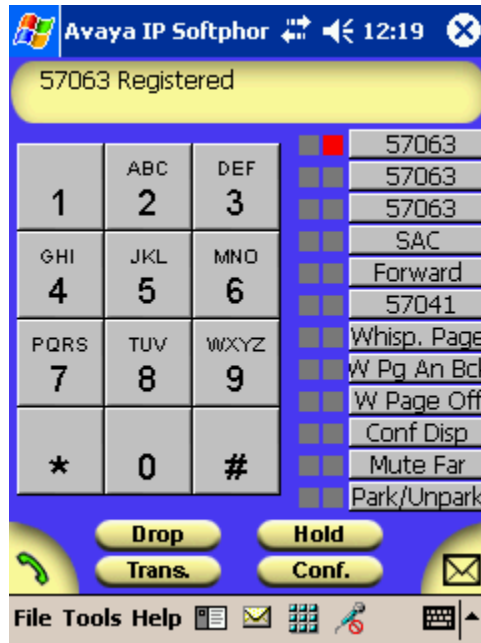 Avaya IP Softphor 12:19
57063 Registered
1
ABC
2
DEF
3
GHI
4
JKL
5
MNO
6
PQRS
7
TUV
8
WXYZ
9
*
0
#
57063
57063
57063
SAC
Forward
57041
Whisp. Page
W Pg An Bcl
W Page Off
Conf Disp
Mute Far
Park/Unpark
Drop
Hold
Trans.
Conf.
File Tools Help